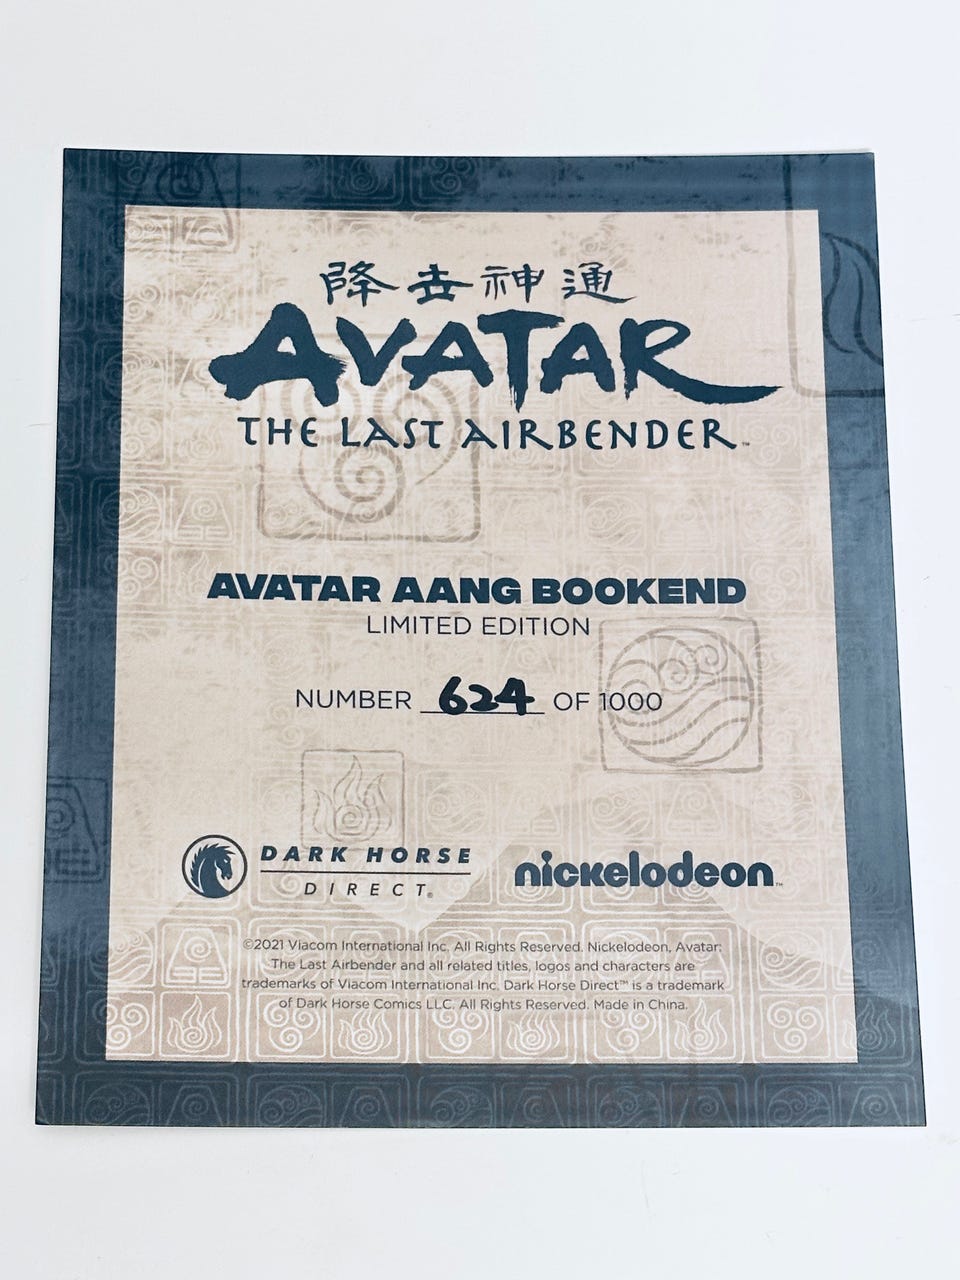 降去神通
AVATAR
THE LAST AIRBENDER™
AVATAR AANG BOOKEND
LIMITED EDITION
NUMBER 624 OF 1000
DARK HORSE
DIRECT®
nickelodeon™
©2021 Viacom International Inc. All Rights Reserved. Nickelodeon, Avatar:
The Last Airbender and all related titles, logos and characters are
trademarks of Viacom International Inc. Dark Horse Direct™ is a trademark
of Dark Horse Comics LLC. All Rights Reserved. Made in China.